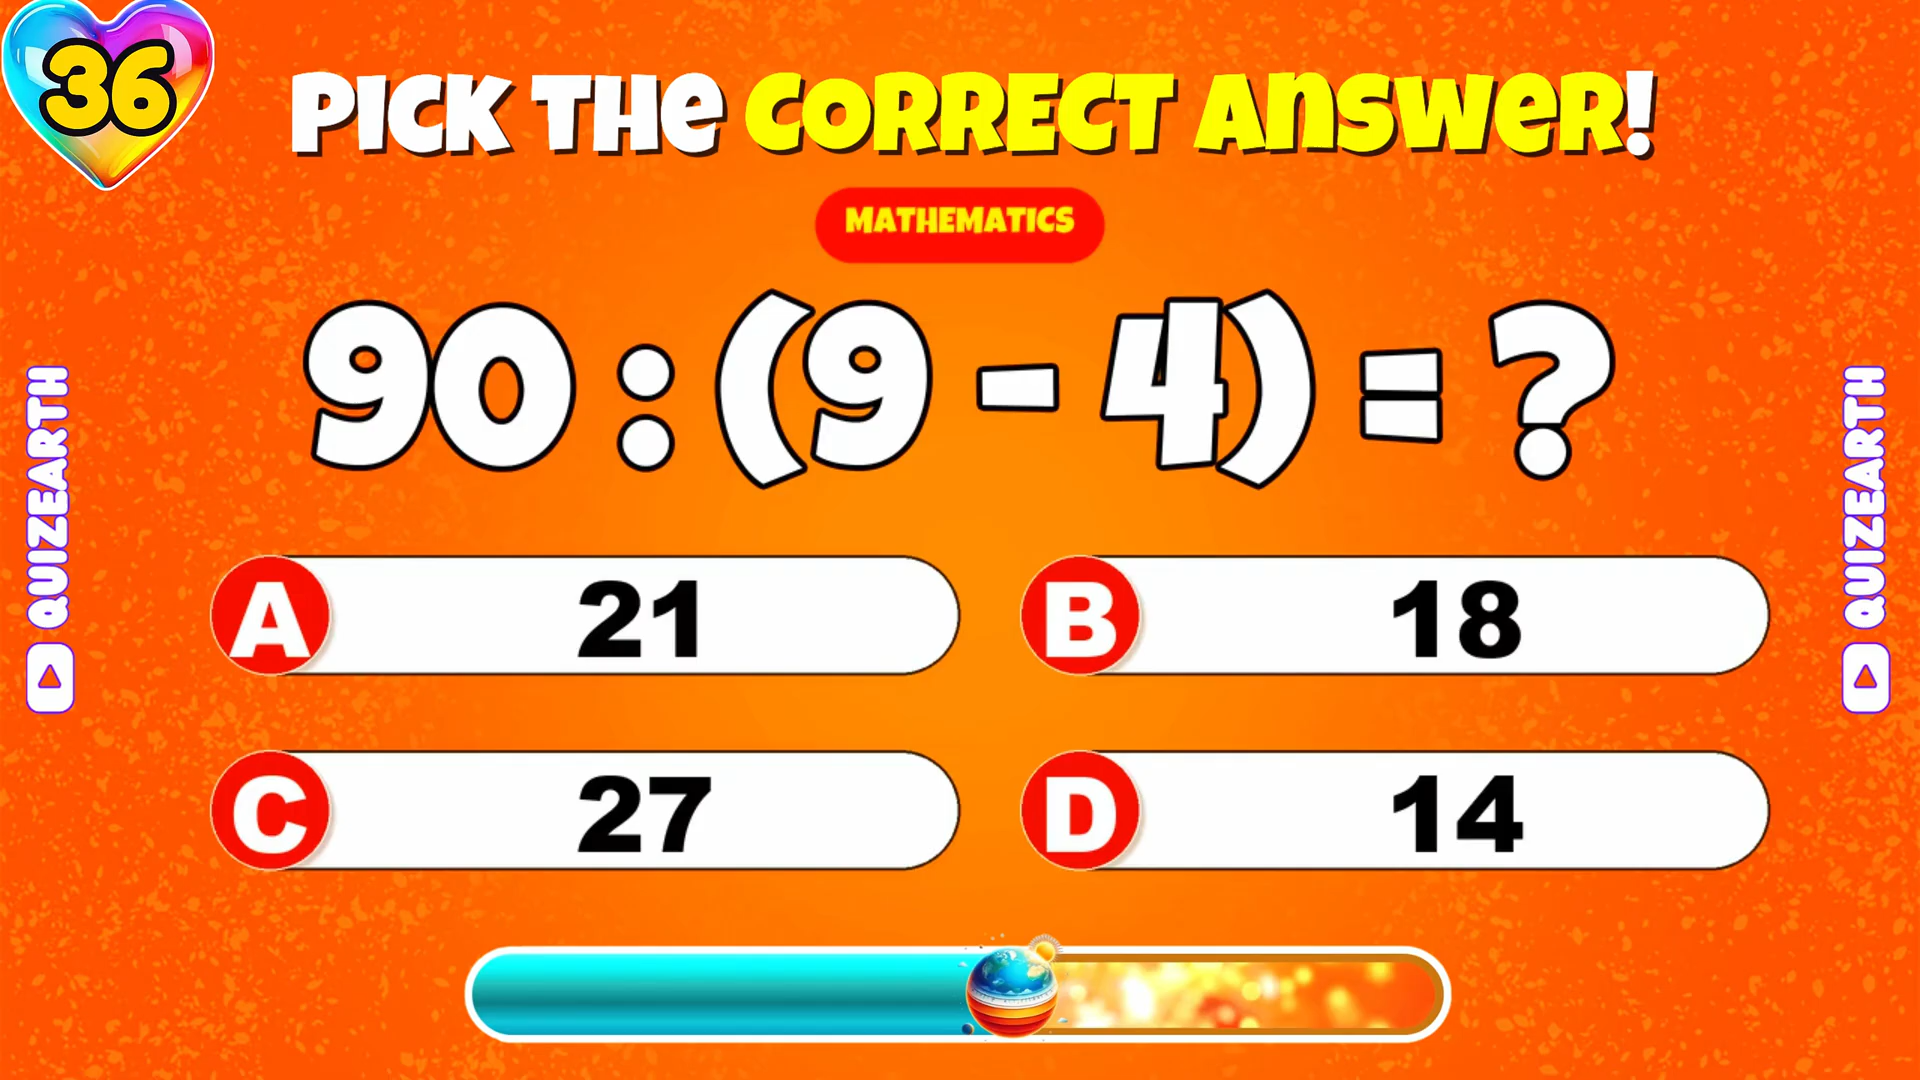 36
PICK THE CORRECT ANSWER!
MATHEMATICS
90 : (9 - 4) = ?
A 21
B 18
C 27
D 14
QUIZEARTH
QUIZEARTH